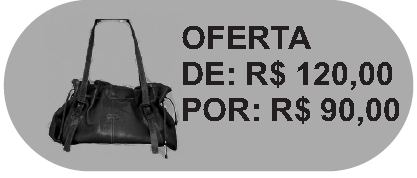 OFERTA
DE: R$ 120,00
POR: R$ 90,00